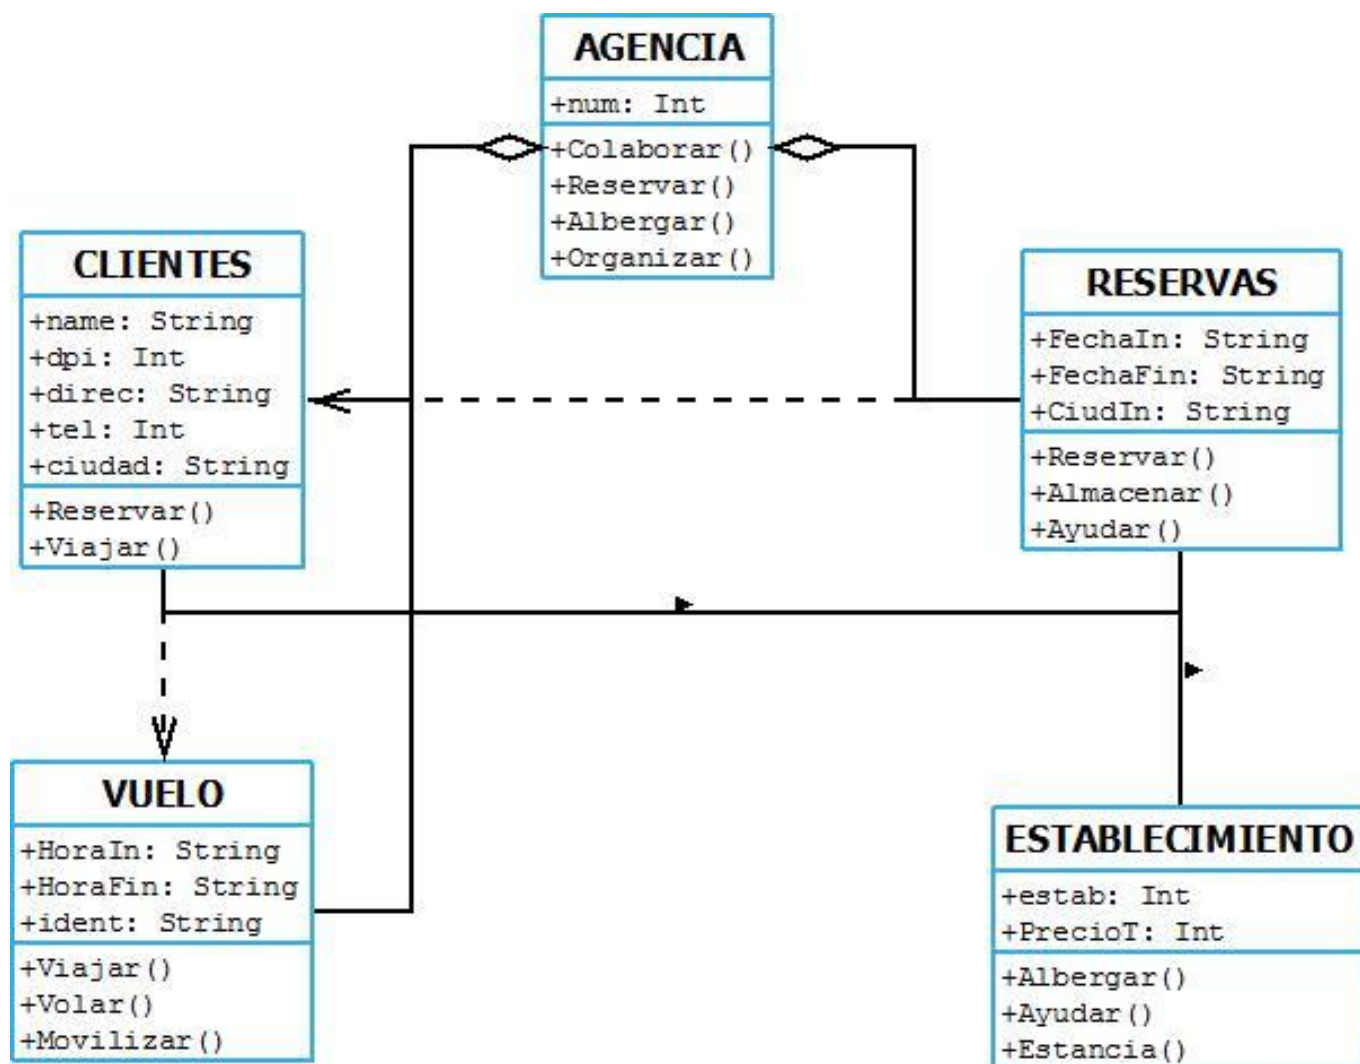 AGENCIA
+num: Int
+Colaborar()
+Reservar()
+Albergar()
+Organizar()
CLIENTES
+name: String
+dpi: Int
+direc: String
+tel: Int
+ciudad: String
+Reservar()
+Viajar()
RESERVAS
+FechaIn: String
+FechaFin: String
+CiudIn: String
+Reservar()
+Almacenar()
+Ayudar()
VUELO
+HoraIn: String
+HoraFin: String
+ident: String
+Viajar()
+Volar()
+Movilizar()
ESTABLECIMIENTO
+estab: Int
+PrecioT: Int
+Albergar()
+Ayudar()
+Estancia()